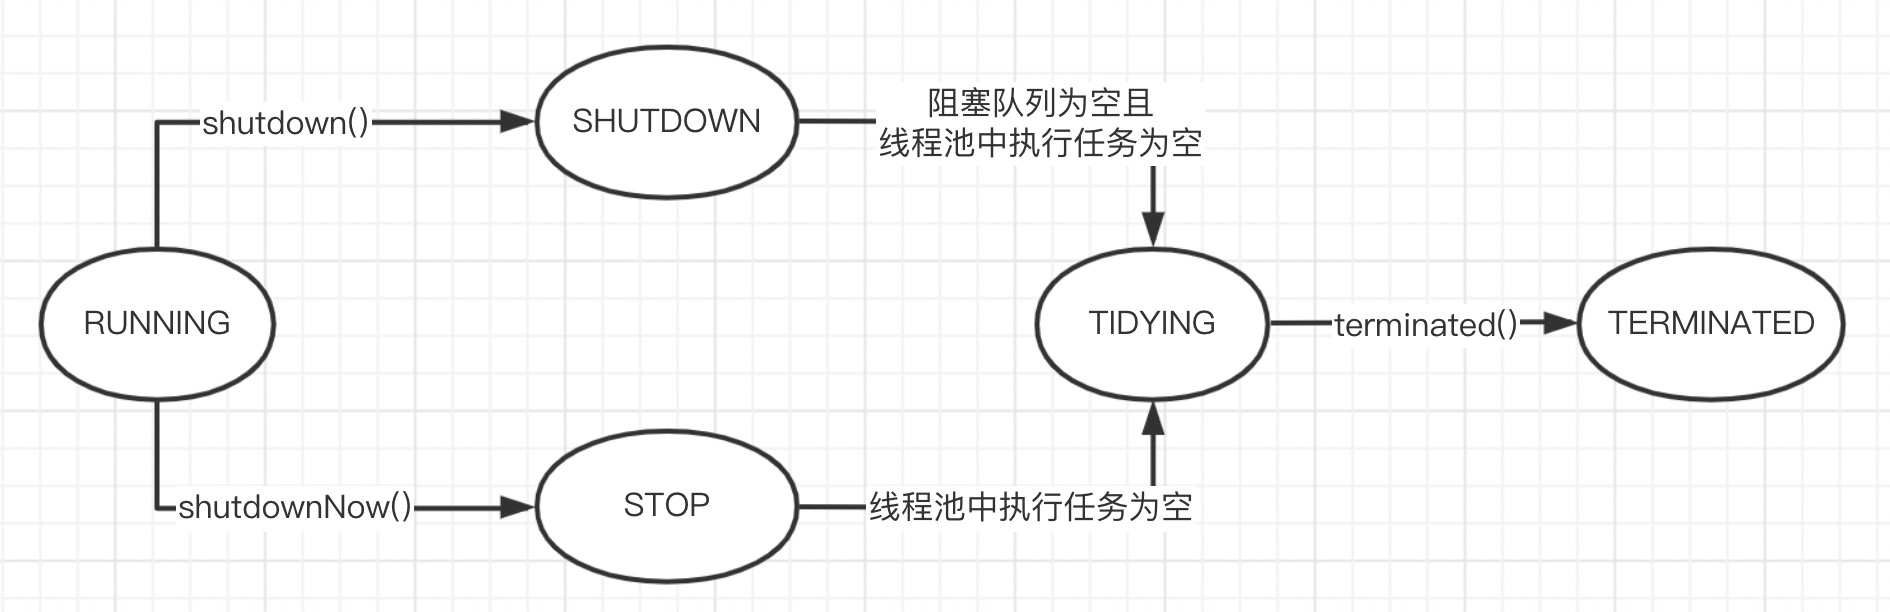 shutdown()
SHUTDOWN
阻塞队列为空且
线程池中执行任务为空
RUNNING
TIDYING
terminated()
TERMINATED
shutdownNow()
STOP
线程池中执行任务为空